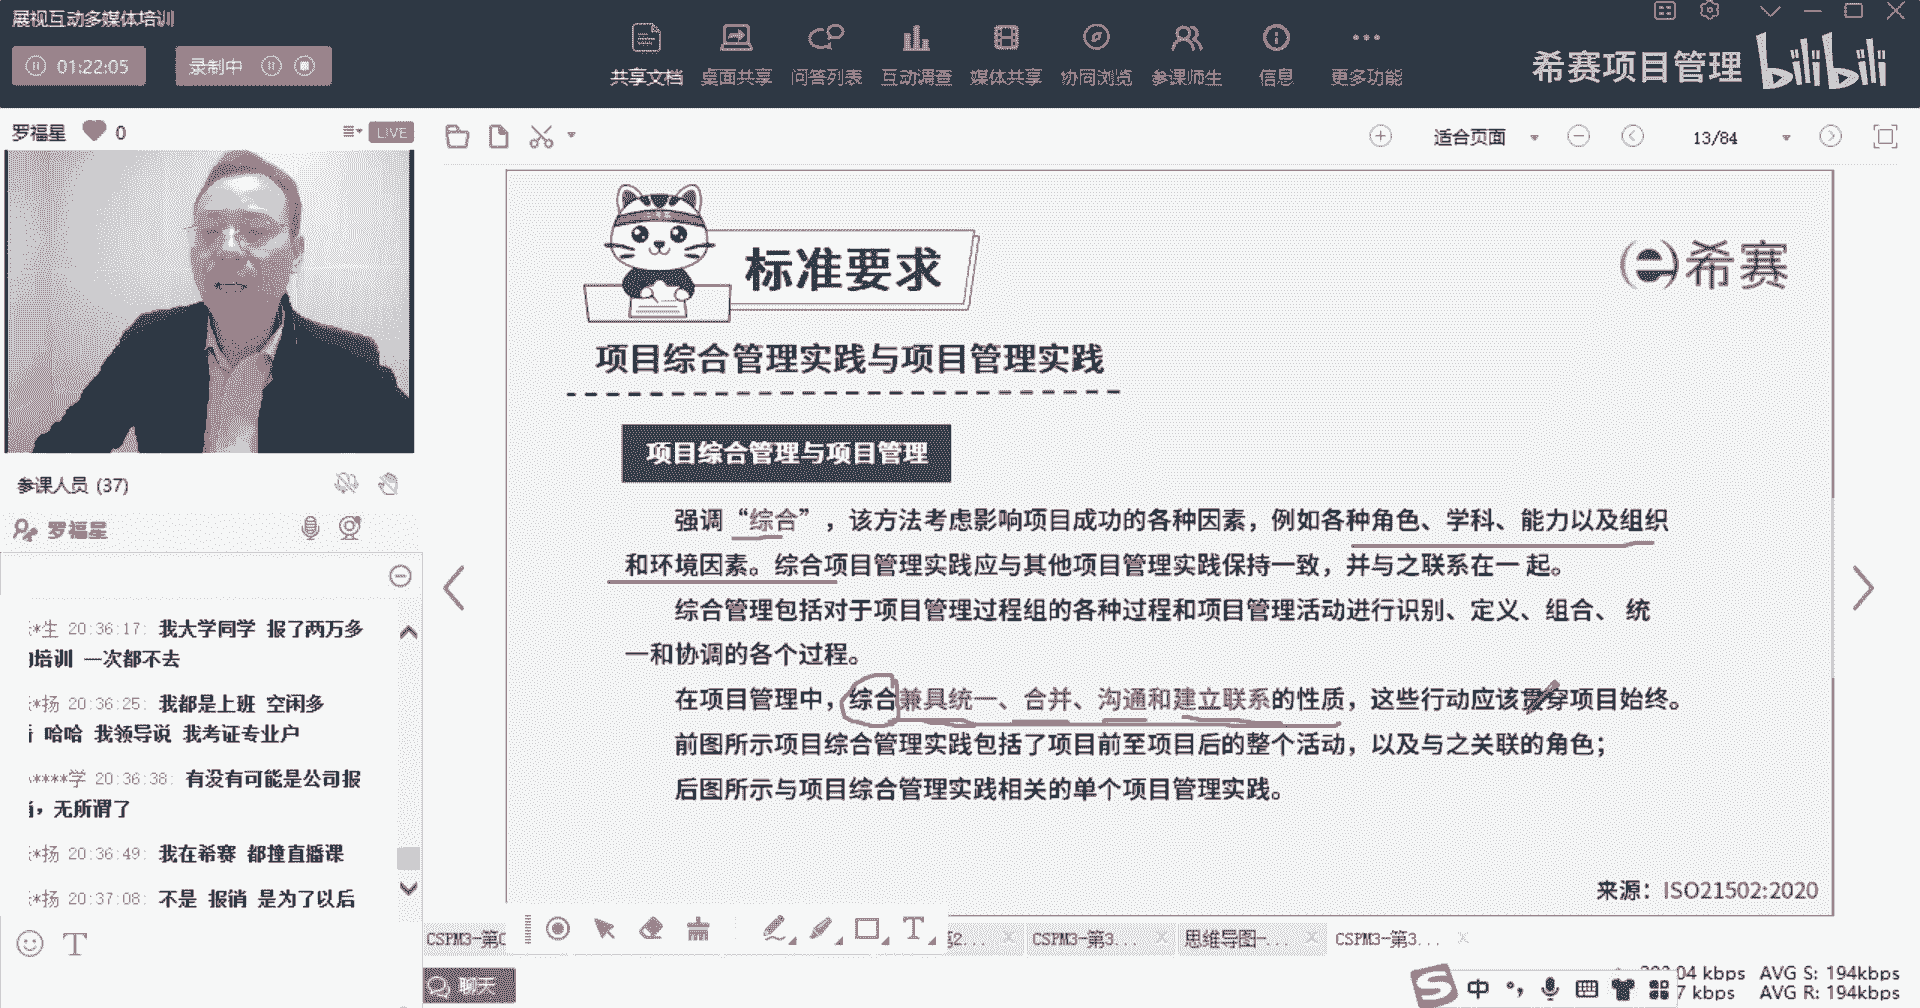 展视互动多媒体培训
01:22:05
录制中
共享文档
桌面共享
问答列表
互动调查
媒体共享
协同浏览
参课师生
信息
更多功能
希赛项目管理
bilibili
罗福星
0
LIVE
适合页面
13/84
参课人员 (37)
罗福星
*生 20:36:17: 我大学同学 报了两万多
培训 一次都不去
*扬 20:36:25: 我都是上班 空闲多
哈哈 我领导说 我考证专业户
****学 20:36:38: 有没有可能是公司报
，无所谓了
*扬 20:36:49: 我在希赛 都撞直播课
*扬 20:37:08: 不是 报销 是为了以后
标准要求
希赛
项目综合管理实践与项目管理实践
项目综合管理与项目管理
强调“综合”，该方法考虑影响项目成功的各种因素，例如各种角色、学科、能力以及组织
和环境因素。综合项目管理实践应与其他项目管理实践保持一致，并与之联系在一 起。
综合管理包括对于项目管理过程组的各种过程和项目管理活动进行识别、定义、组合、 统
一和协调的各个过程。
在项目管理中，综合兼具统一、合并、沟通和建立联系的性质，这些行动应该贯穿项目始终。
前图所示项目综合管理实践包括了项目前至项目后的整个活动，以及与之关联的角色；
后图所示与项目综合管理实践相关的单个项目管理实践。
来源：ISO21502:2020
T
T
CSPM3-第
2...
CSPM3-第3...
思维导图-...
CSPM3-第3...
聊天
S
中
04 kbps
AVG S: 194kbps
7 kbps
AVG R: 194kbps